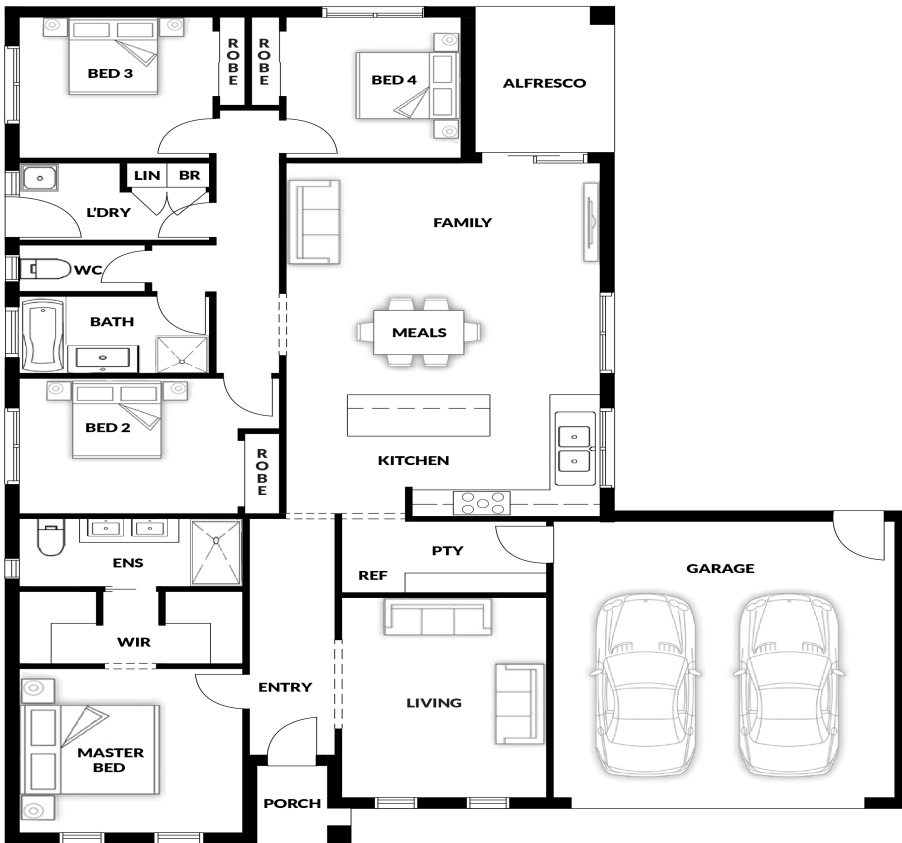 BED 3
ROBE
ROBE
BED 4
ALFRESCO
LIN
BR
L'DRY
FAMILY
WC
BATH
MEALS
BED 2
ROBE
KITCHEN
ENS
PTY
REF
GARAGE
WIR
ENTRY
LIVING
MASTER
BED
PORCH